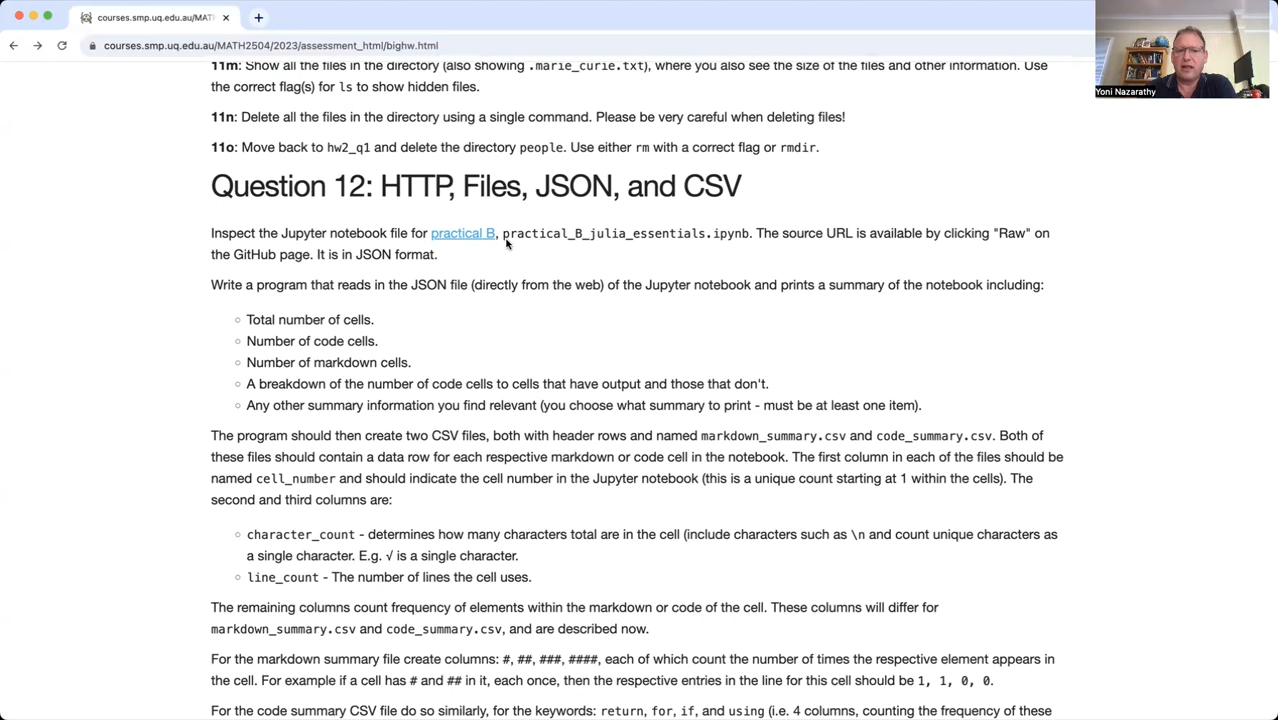 courses.smp.uq.edu.au/MATH
courses.smp.uq.edu.au/MATH2504/2023/assessment_html/bighw.html
Yoni Nazarathy
11m: Show all the files in the directory (also showing .marie_curie.txt), where you also see the size of the files and other information. Use
the correct flag(s) for ls to show hidden files.
11n: Delete all the files in the directory using a single command. Please be very careful when deleting files!
11o: Move back to hw2_q1 and delete the directory people. Use either rm with a correct flag or rmdir.
Question 12: HTTP, Files, JSON, and CSV
Inspect the Jupyter notebook file for practical B, practical_B_julia_essentials.ipynb. The source URL is available by clicking "Raw" on
the GitHub page. It is in JSON format.
Write a program that reads in the JSON file (directly from the web) of the Jupyter notebook and prints a summary of the notebook including:
Total number of cells.
Number of code cells.
Number of markdown cells.
A breakdown of the number of code cells to cells that have output and those that don't.
Any other summary information you find relevant (you choose what summary to print - must be at least one item).
The program should then create two CSV files, both with header rows and named markdown_summary.csv and code_summary.csv. Both of
these files should contain a data row for each respective markdown or code cell in the notebook. The first column in each of the files should be
named cell_number and should indicate the cell number in the Jupyter notebook (this is a unique count starting at 1 within the cells). The
second and third columns are:
character_count - determines how many characters total are in the cell (include characters such as \n and count unique characters as
a single character. E.g. √ is a single character.
line_count - The number of lines the cell uses.
The remaining columns count frequency of elements within the markdown or code of the cell. These columns will differ for
markdown_summary.csv and code_summary.csv, and are described now.
For the markdown summary file create columns: #, ##, ###, ####, each of which count the number of times the respective element appears in
the cell. For example if a cell has # and ## in it, each once, then the respective entries in the line for this cell should be 1, 1, 0, 0.
For the code summary CSV file do so similarly, for the keywords: return, for, if, and using (i.e. 4 columns, counting the frequency of these